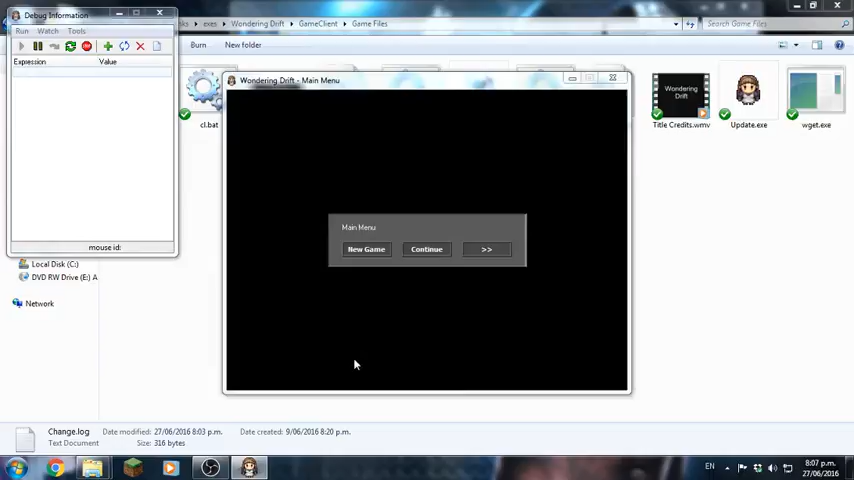 Debug Information
Run Watch Tools
Expression Value
mouse id:
exes Wondering Drift GameClient Game Files
Search Game Files
Burn New folder
cl.bat
Wondering Drift
Title Credits.wmv
Update.exe
wget.exe
Wondering Drift - Main Menu
Main Menu
New Game Continue >>
Local Disk (C:)
DVD RW Drive (E:) A
Network
Change.log Date modified: 27/06/2016 8:03 p.m. Date created: 9/06/2016 8:20 p.m.
Text Document Size: 316 bytes
EN
8:07 p.m.
27/06/2016